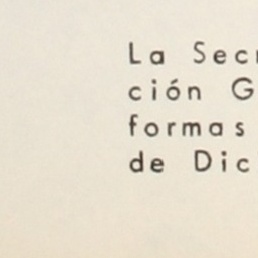 La Secr
ción G
formas
de Dic